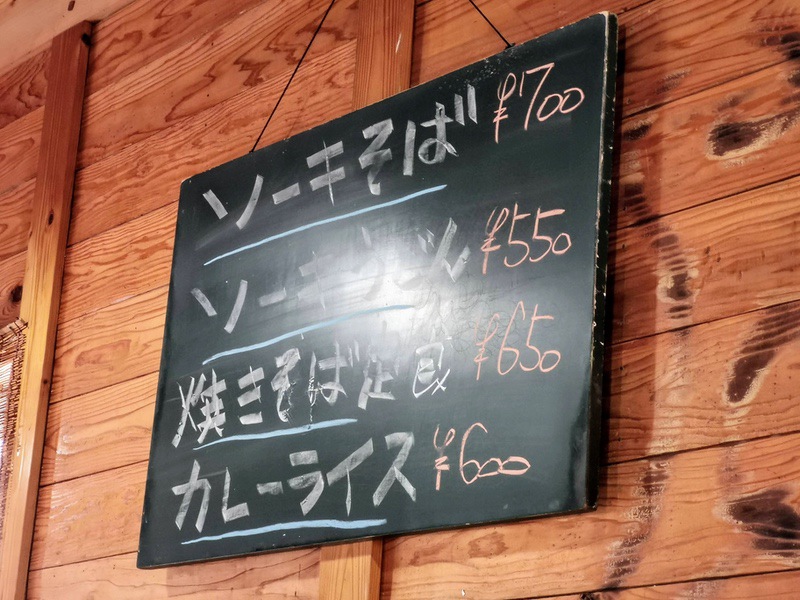 ソーキそば ¥700
ソーキうどん ¥550
焼きそば定食 ¥650
カレーライス ¥600